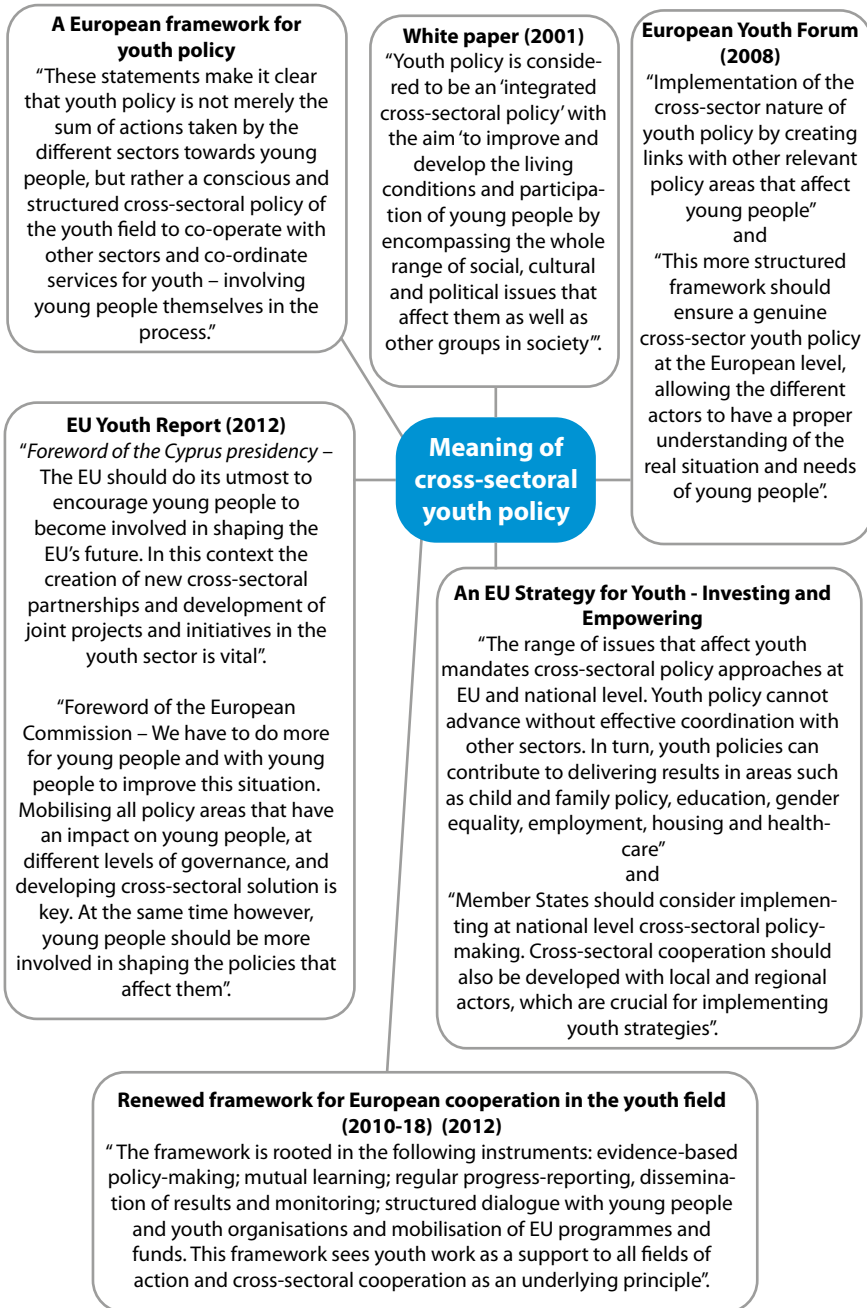 A European framework for
youth policy
“These statements make it clear
that youth policy is not merely the
sum of actions taken by the
different sectors towards young
people, but rather a conscious and
structured cross-sectoral policy of
the youth field to co-operate with
other sectors and co-ordinate
services for youth – involving
young people themselves in the
process.”
White paper (2001)
“Youth policy is conside-
red to be an ‘integrated
cross-sectoral policy’ with
the aim ‘to improve and
develop the living
conditions and participa-
tion of young people by
encompassing the whole
range of social, cultural
and political issues that
affect them as well as
other groups in society’”.
European Youth Forum
(2008)
“Implementation of the
cross-sector nature of
youth policy by creating
links with other relevant
policy areas that affect
young people”
and
“This more structured
framework should
ensure a genuine
cross-sector youth policy
at the European level,
allowing the different
actors to have a proper
understanding of the
real situation and needs
of young people”.
EU Youth Report (2012)
“Foreword of the Cyprus presidency –
The EU should do its utmost to
encourage young people to
become involved in shaping the
EU’s future. In this context the
creation of new cross-sectoral
partnerships and development of
joint projects and initiatives in the
youth sector is vital”.
“Foreword of the European
Commission – We have to do more
for young people and with young
people to improve this situation.
Mobilising all policy areas that have
an impact on young people, at
different levels of governance, and
developing cross-sectoral solution is
key. At the same time however,
young people should be more
involved in shaping the policies that
affect them”.
Meaning of
cross-sectoral
youth policy
An EU Strategy for Youth - Investing and
Empowering
“The range of issues that affect youth
mandates cross-sectoral policy approaches at
EU and national level. Youth policy cannot
advance without effective coordination with
other sectors. In turn, youth policies can
contribute to delivering results in areas such
as child and family policy, education, gender
equality, employment, housing and health-
care”
and
“Member States should consider implemen-
ting at national level cross-sectoral policy-
making. Cross-sectoral cooperation should
also be developed with local and regional
actors, which are crucial for implementing
youth strategies”.
Renewed framework for European cooperation in the youth field
(2010-18) (2012)
“ The framework is rooted in the following instruments: evidence-based
policy-making; mutual learning; regular progress-reporting, dissemina-
tion of results and monitoring; structured dialogue with young people
and youth organisations and mobilisation of EU programmes and
funds. This framework sees youth work as a support to all fields of
action and cross-sectoral cooperation as an underlying principle”.